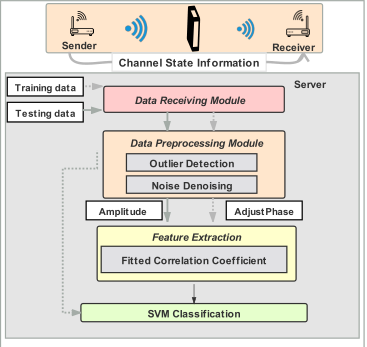 Sender
Receiver
Channel State Information
Server
Training data
Testing data
Data Receiving Module
Data Preprocessing Module
Outlier Detection
Noise Denoising
Amplitude
AdjustPhase
Feature Extraction
Fitted Correlation Coefficient
SVM Classification